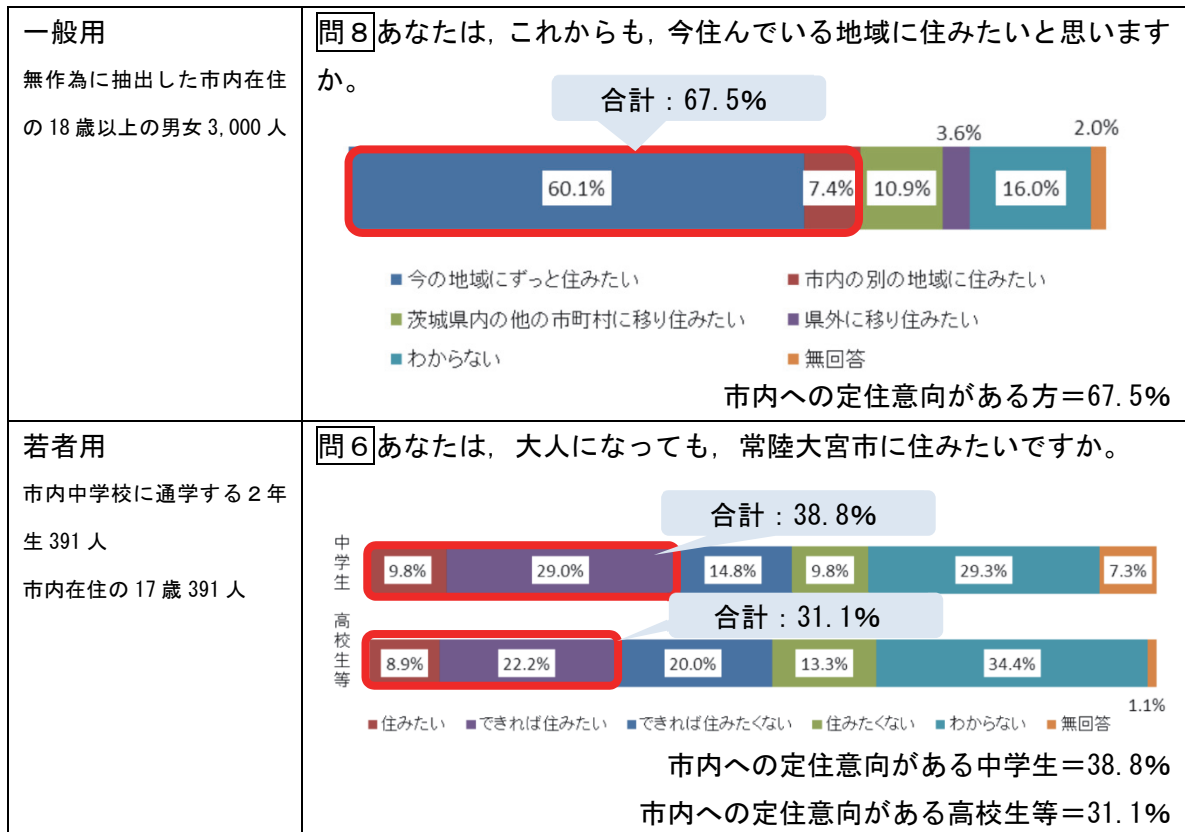 一般用
無作為に抽出した市内在住
の18歳以上の男女3,000人
問8あなたは，これからも，今住んでいる地域に住みたいと思います
か。
合計：67.5%
3.6%
2.0%
60.1%
7.4%
10.9%
16.0%
■今の地域にずっと住みたい
■市内の別の地域に住みたい
■茨城県内の他の市町村に移り住みたい
■県外に移り住みたい
■わからない
■無回答
市内への定住意向がある方＝67.5%
若者用
市内中学校に通学する２年
生391人
市内在住の17歳391人
問6あなたは，大人になっても，常陸大宮市に住みたいですか。
合計：38.8%
中学生
9.8%
29.0%
14.8%
9.8%
29.3%
7.3%
合計：31.1%
高校生等
8.9%
22.2%
20.0%
13.3%
34.4%
1.1%
■住みたい ■できれば住みたい ■できれば住みたくない ■住みたくない ■わからない ■無回答
市内への定住意向がある中学生＝38.8%
市内への定住意向がある高校生等＝31.1%